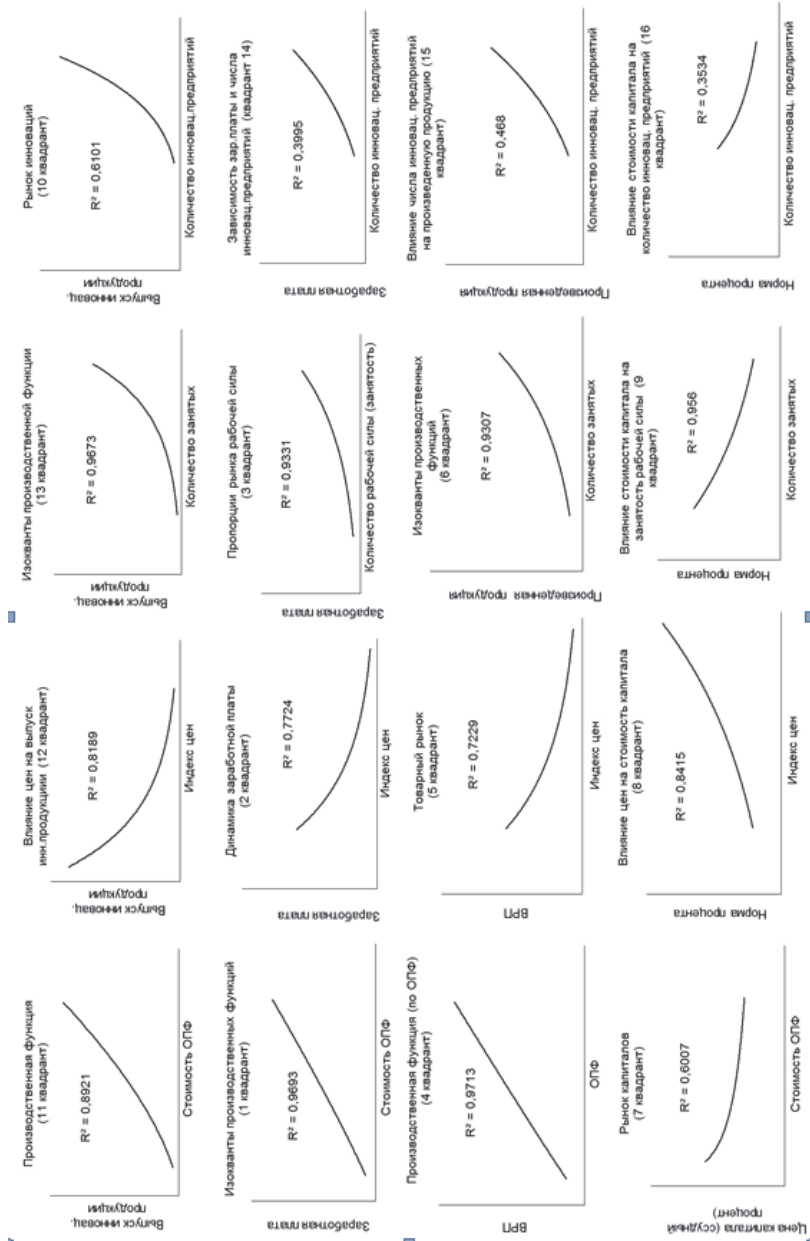 Производственная функция
(11 квадрант)
R² = 0,8921
Выпуск инновац.
продукции
Стоимость ОПФ
Влияние цен на выпуск
инн.продукциии (12 квадрант)
R² = 0,8189
Выпуск инновац.
продукции
Индекс цен
Изокванты производственной функции
(13 квадрант)
R² = 0,9673
Выпуск инновац.
продукции
Количество занятых
Рынок инноваций
(10 квадрант)
R² = 0,6101
Выпуск инновац.
продукции
Количество инновац.предприятий
Изокванты производственных функций
(1 квадрант)
R² = 0,9693
Заработная плата
Стоимость ОПФ
Динамика заработной платы
(2 квадрант)
R² = 0,7724
Заработная плата
Индекс цен
Пропорции рынка рабочей силы
(3 квадрант)
R² = 0,9331
Заработная плата
Количество рабочей силы (занятость)
Зависимость зар.платы и числа
инновац.предприятий (квадрант 14)
R² = 0,3995
Заработная плата
Количество инновац. предприятий
Производственная функция (по ОПФ)
(4 квадрант)
R² = 0,9713
ВРП
ОПФ
Товарный рынок
(5 квадрант)
R² = 0,7229
ВРП
Индекс цен
Изокванты производственных
функций
(6 квадрант)
R² = 0,9307
Произведенная продукция
Количество занятых
Влияние числа инновац. предприятий
на произведенную продукцию (15
квадрант)
R² = 0,468
Произведенная продукция
Количество инновац. предприятий
Рынок капиталов
(7 квадрант)
R² = 0,6007
Цена капитала (ссудный
процент)
Стоимость ОПФ
Влияние цен на стоимость капитала
(8 квадрант)
R² = 0,8415
Норма процента
Индекс цен
Влияние стоимости капитала на
занятость рабочей силы (9
квадрант)
R² = 0,956
Норма процента
Количество занятых
Влияние стоимости капитала на
количество инновац. предприятий (16
квадрант)
R² = 0,3534
Норма процента
Количество инновац. предприятий